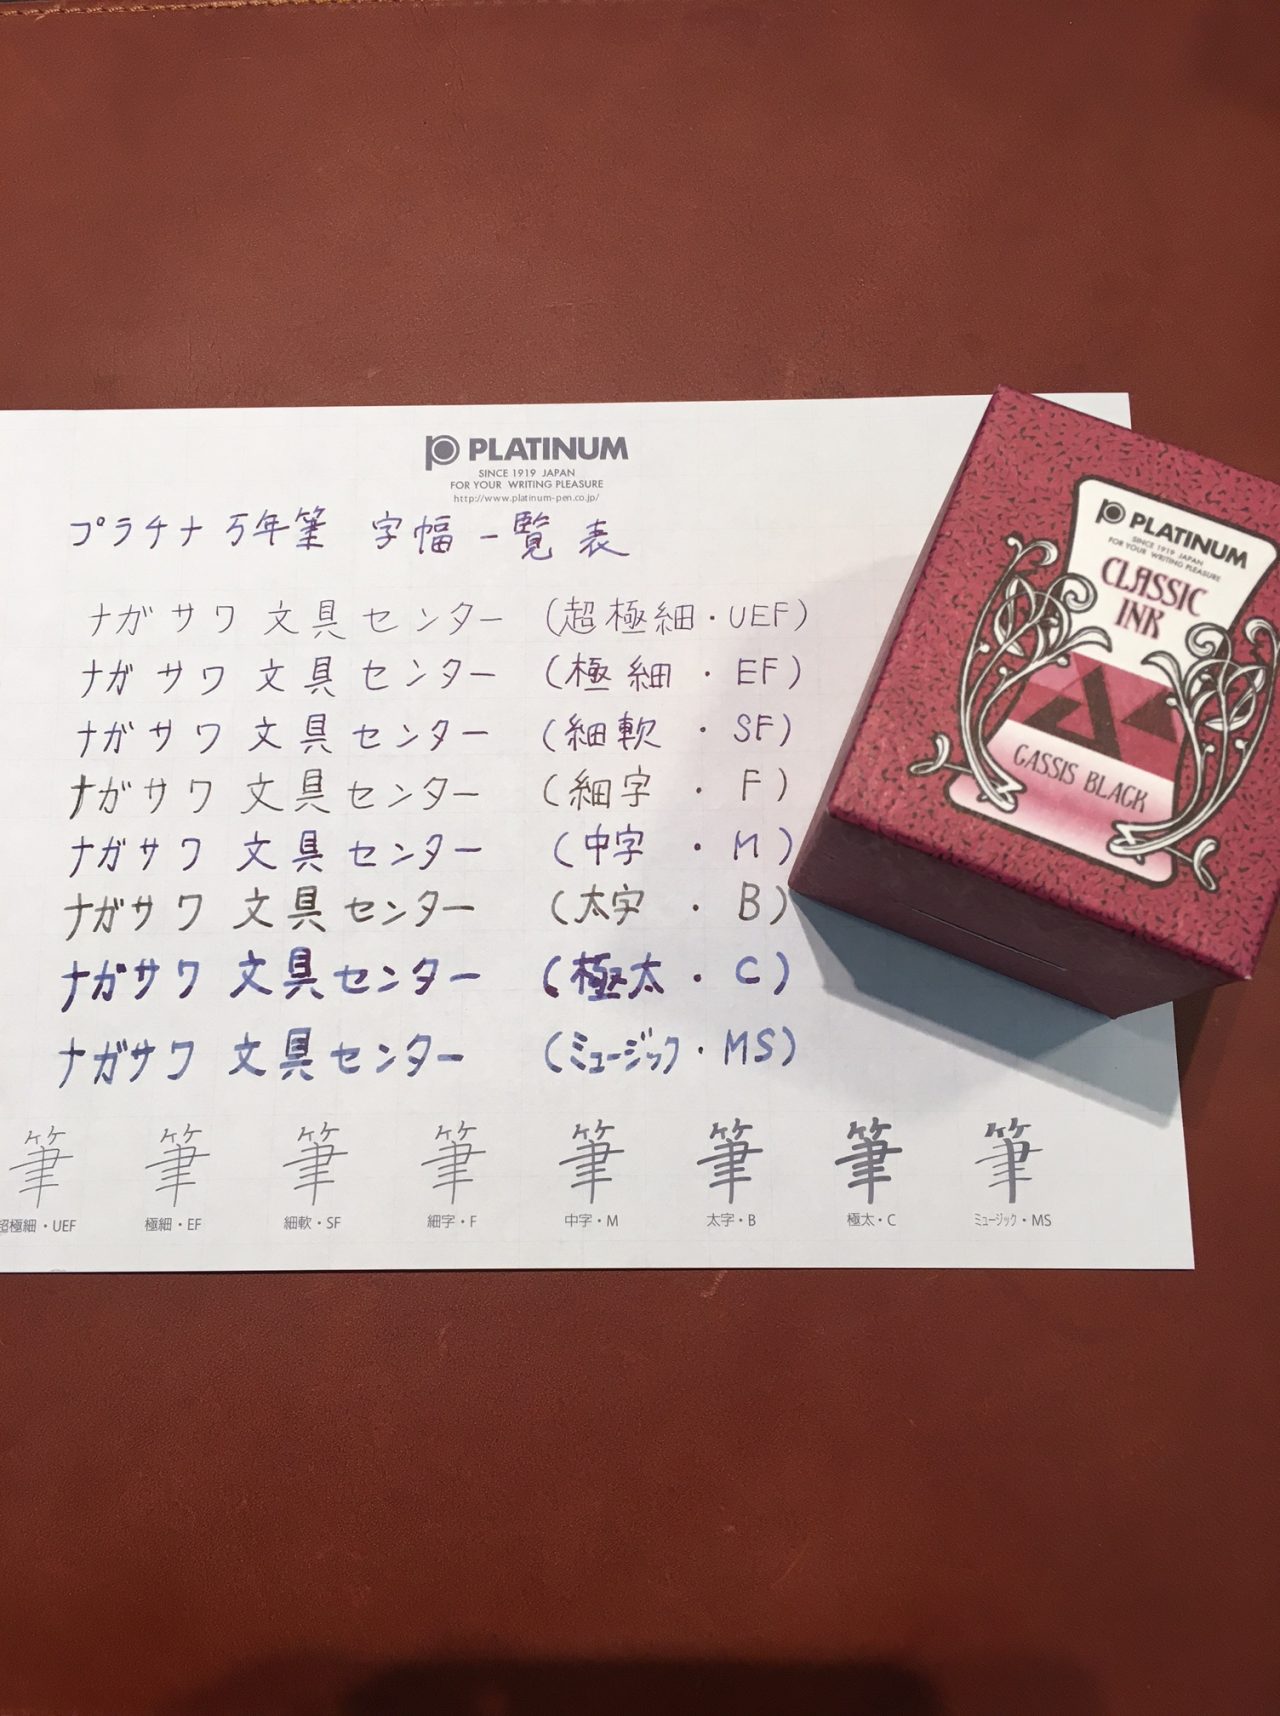 PLATINUM
SINCE 1919 JAPAN
FOR YOUR WRITING PLEASURE
http://www.platinum-pen.co.jp/
プラチナ万年筆 字幅一覧表
ナガサワ 文具センター (超極細・UEF)
ナガサワ 文具センター (極細・EF)
ナガサワ 文具センター (細軟・SF)
ナガサワ 文具センター (細字・F)
ナガサワ 文具センター (中字・M)
ナガサワ 文具センター (太字・B)
ナガサワ 文具センター (極太・C)
ナガサワ 文具センター (ミュージック・MS)
筆 筆 筆 筆 筆 筆 筆 筆
超極細・UEF 極細・EF 細軟・SF 細字・F 中字・M 太字・B 極太・C ミュージック・MS
PLATINUM
SINCE 1919 JAPAN
FOR YOUR WRITING PLEASURE
CLASSIC
INK
CASSIS BLACK